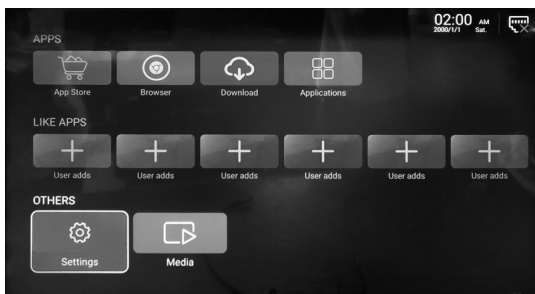 02:00 AM
2000/1/1 Sat.
APPS
App Store
Browser
Download
Applications
LIKE APPS
User adds
User adds
User adds
User adds
User adds
User adds
OTHERS
Settings
Media